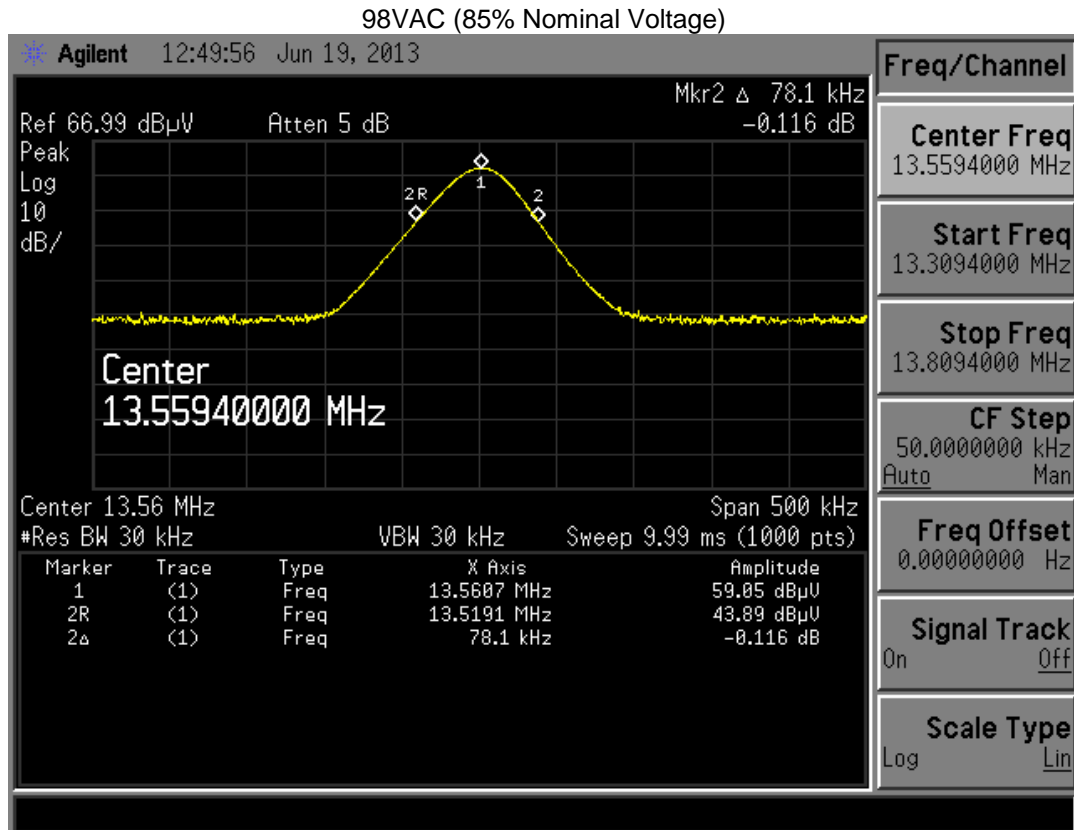 98VAC (85% Nominal Voltage)
Agilent 12:49:56 Jun 19, 2013
Freq/Channel
Mkr2 Δ 78.1 kHz
Ref 66.99 dBµV Atten 5 dB -0.116 dB
Peak
Log
10
dB/
1
2R
2
Center
13.55940000 MHz
Center 13.56 MHz Span 500 kHz
#Res BW 30 kHz VBW 30 kHz Sweep 9.99 ms (1000 pts)
Marker Trace Type X Axis Amplitude
1 (1) Freq 13.5607 MHz 59.05 dBµV
2R (1) Freq 13.5191 MHz 43.89 dBµV
2Δ (1) Freq 78.1 kHz -0.116 dB
Center Freq
13.5594000 MHz
Start Freq
13.3094000 MHz
Stop Freq
13.8094000 MHz
CF Step
50.0000000 kHz
Auto Man
Freq Offset
0.00000000 Hz
Signal Track
On Off
Scale Type
Log Lin